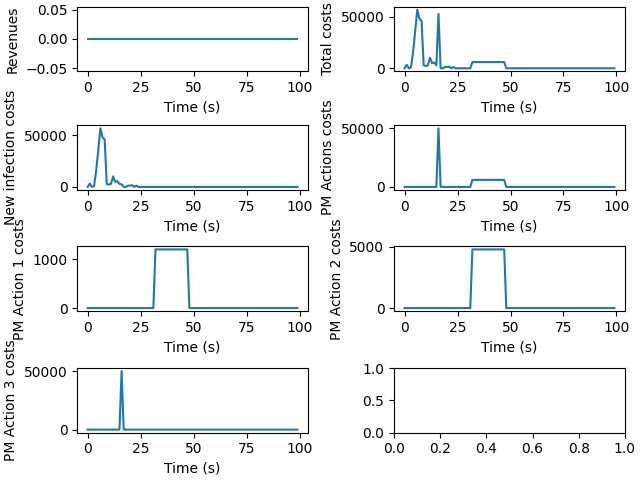 Revenues
0.05
0.00
−0.05
0 25 50 75 100
Time (s)
Total costs
50000
0
0 25 50 75 100
Time (s)
New infection costs
50000
0
0 25 50 75 100
Time (s)
PM Actions costs
50000
0
0 25 50 75 100
Time (s)
PM Action 1 costs
1000
0
0 25 50 75 100
Time (s)
PM Action 2 costs
5000
0
0 25 50 75 100
Time (s)
PM Action 3 costs
50000
0
0 25 50 75 100
Time (s)
1.0
0.5
0.0
0.0 0.2 0.4 0.6 0.8 1.0